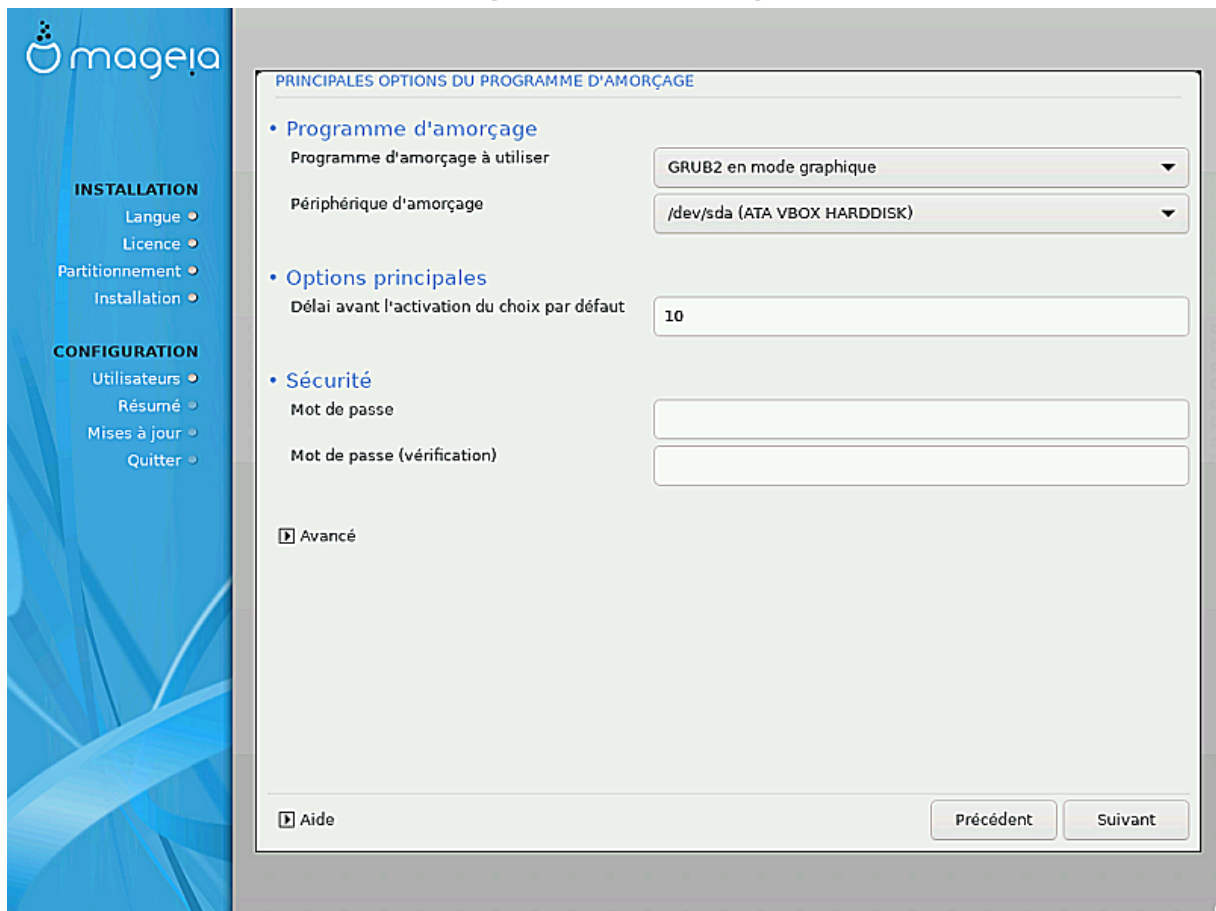 mageia
INSTALLATION
Langue
Licence
Partitionnement
Installation
CONFIGURATION
Utilisateurs
Résumé
Mises à jour
Quitter
PRINCIPALES OPTIONS DU PROGRAMME D'AMORÇAGE
• Programme d'amorçage
Programme d'amorçage à utiliser
GRUB2 en mode graphique
Périphérique d'amorçage
/dev/sda (ATA VBOX HARDDISK)
• Options principales
Délai avant l'activation du choix par défaut
10
• Sécurité
Mot de passe
Mot de passe (vérification)
Avancé
Aide
Précédent
Suivant